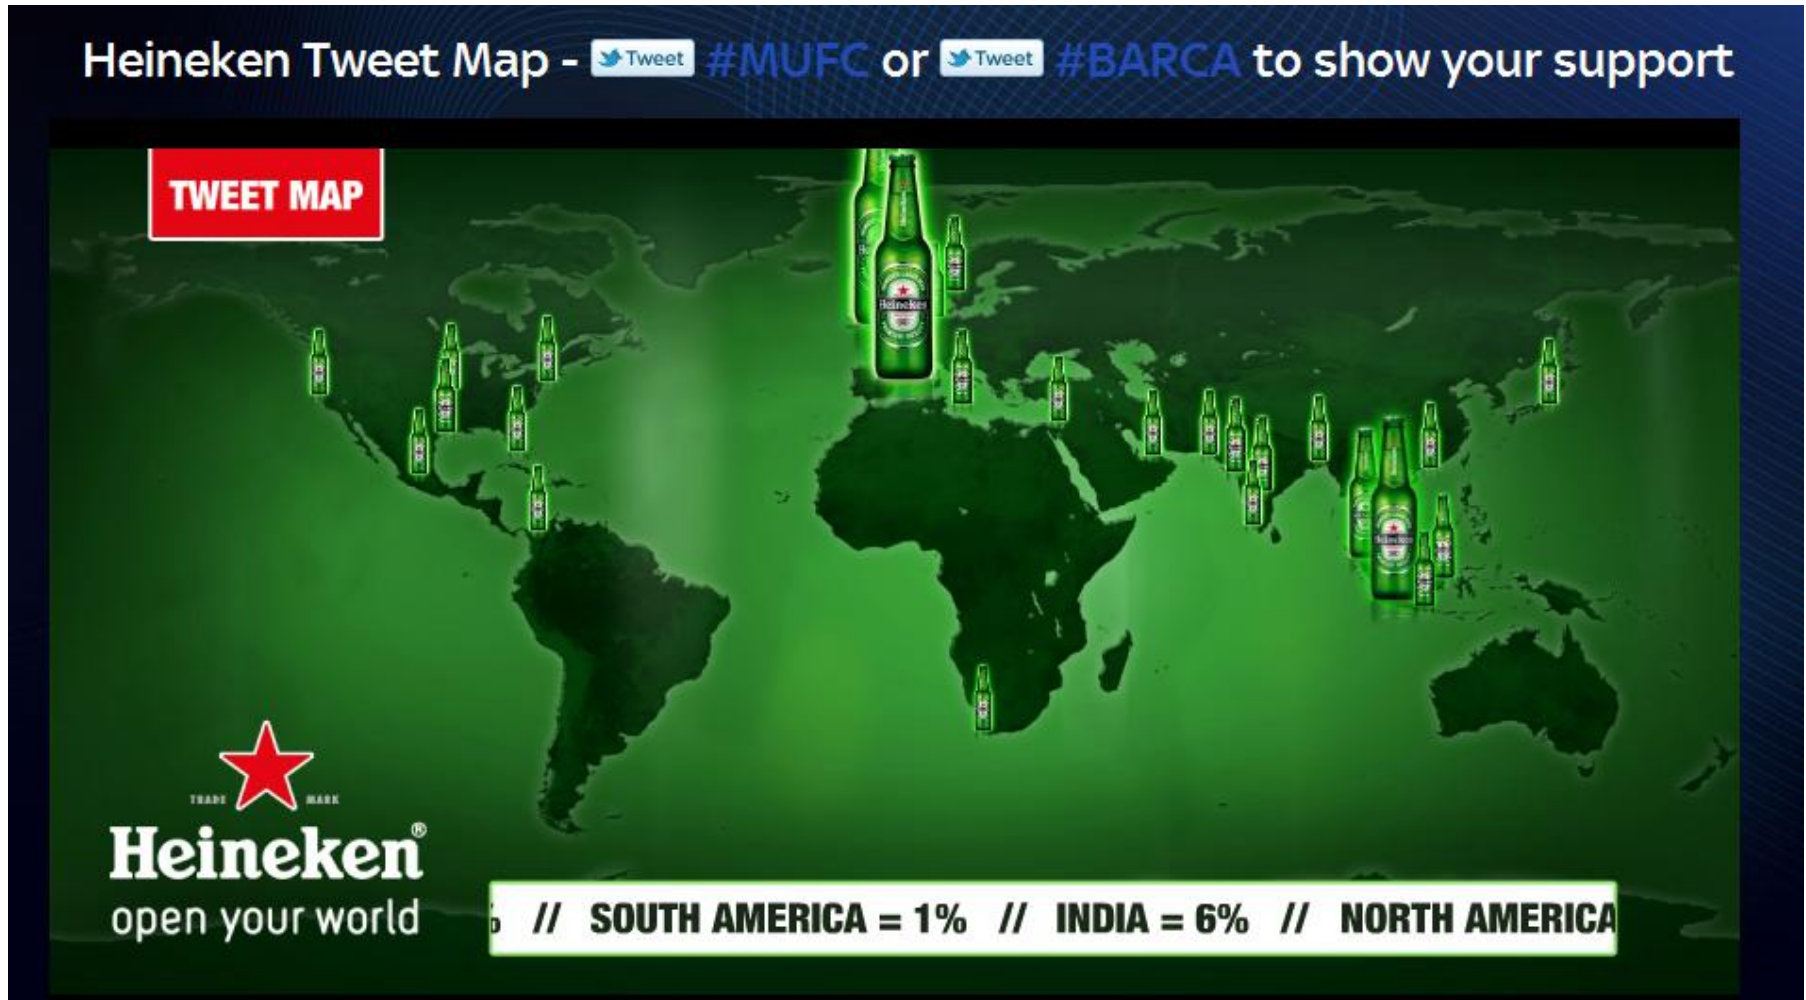 Heineken Tweet Map - Tweet #MUFC or Tweet #BARCA to show your support
TWEET MAP
Heineken
TRADE MARK
Heineken®
open your world
% // SOUTH AMERICA = 1% // INDIA = 6% // NORTH AMERICA